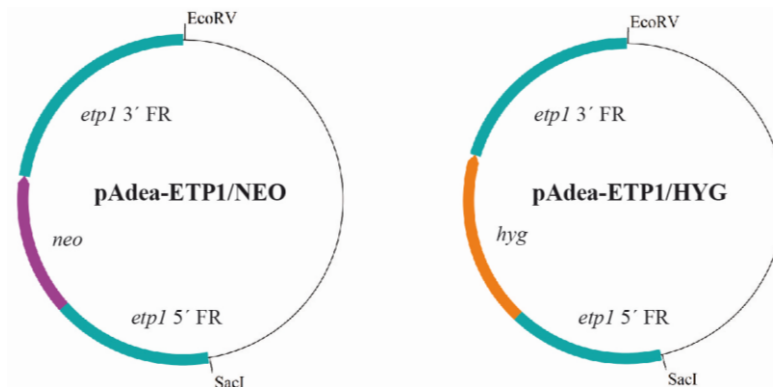 EcoRV
etp1 3´ FR
pAdea-ETP1/NEO
neo
etp1 5´ FR
SacI
EcoRV
etp1 3´ FR
pAdea-ETP1/HYG
hyg
etp1 5´ FR
SacI